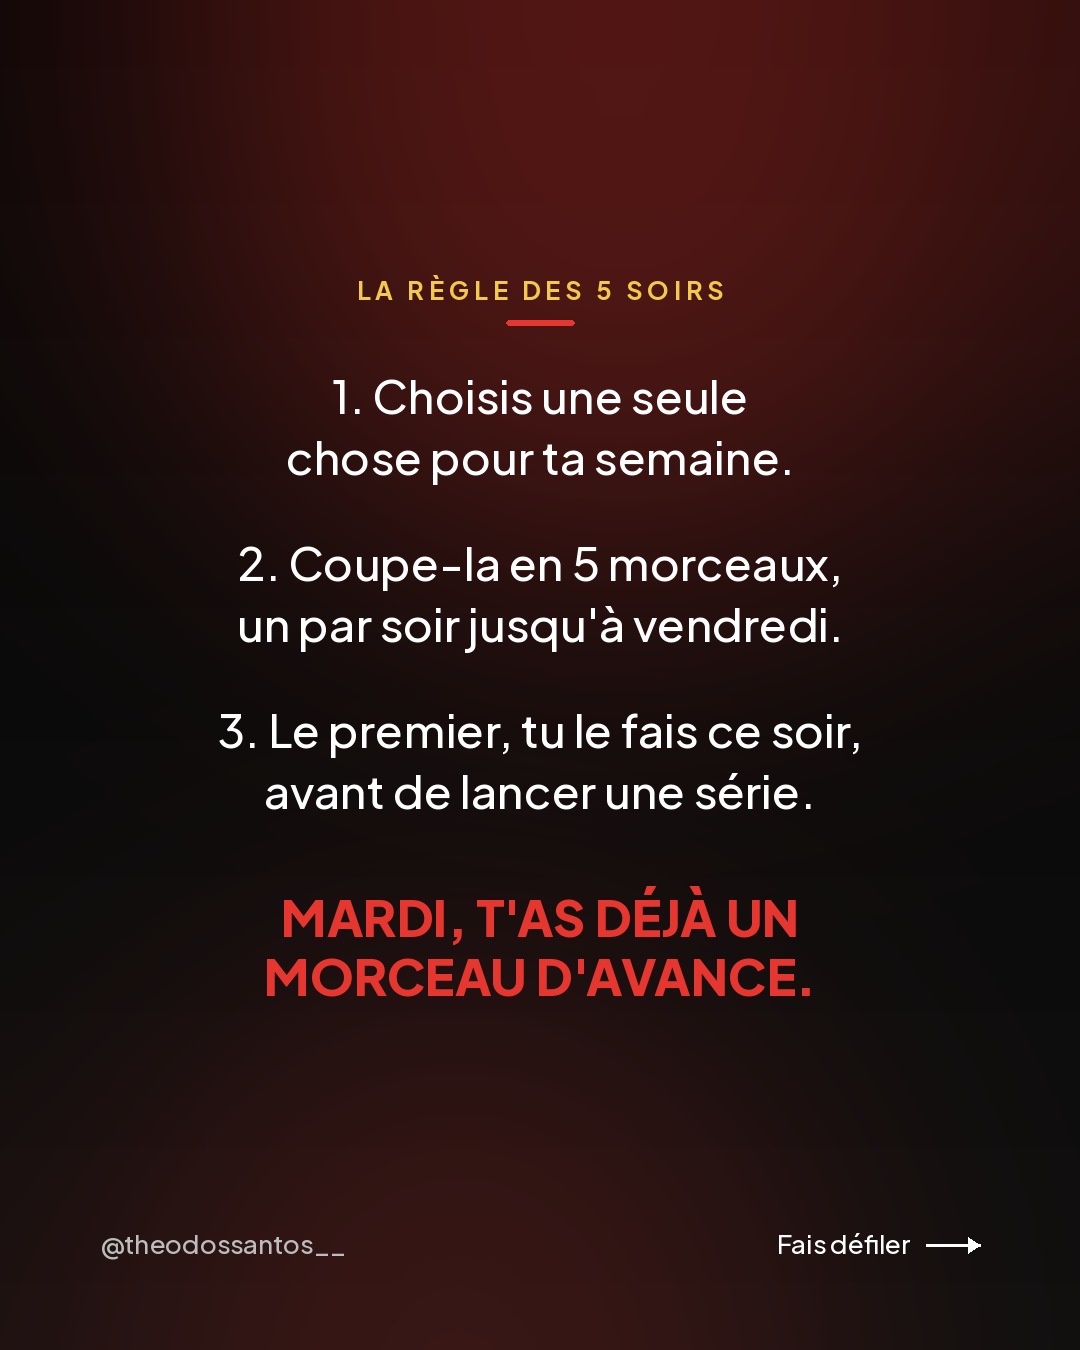 LA RÈGLE DES 5 SOIRS
1. Choisis une seule
chose pour ta semaine.
2. Coupe-la en 5 morceaux,
un par soir jusqu'à vendredi.
3. Le premier, tu le fais ce soir,
avant de lancer une série.
MARDI, T'AS DÉJÀ UN
MORCEAU D'AVANCE.
@theodossantos__
Fais défiler